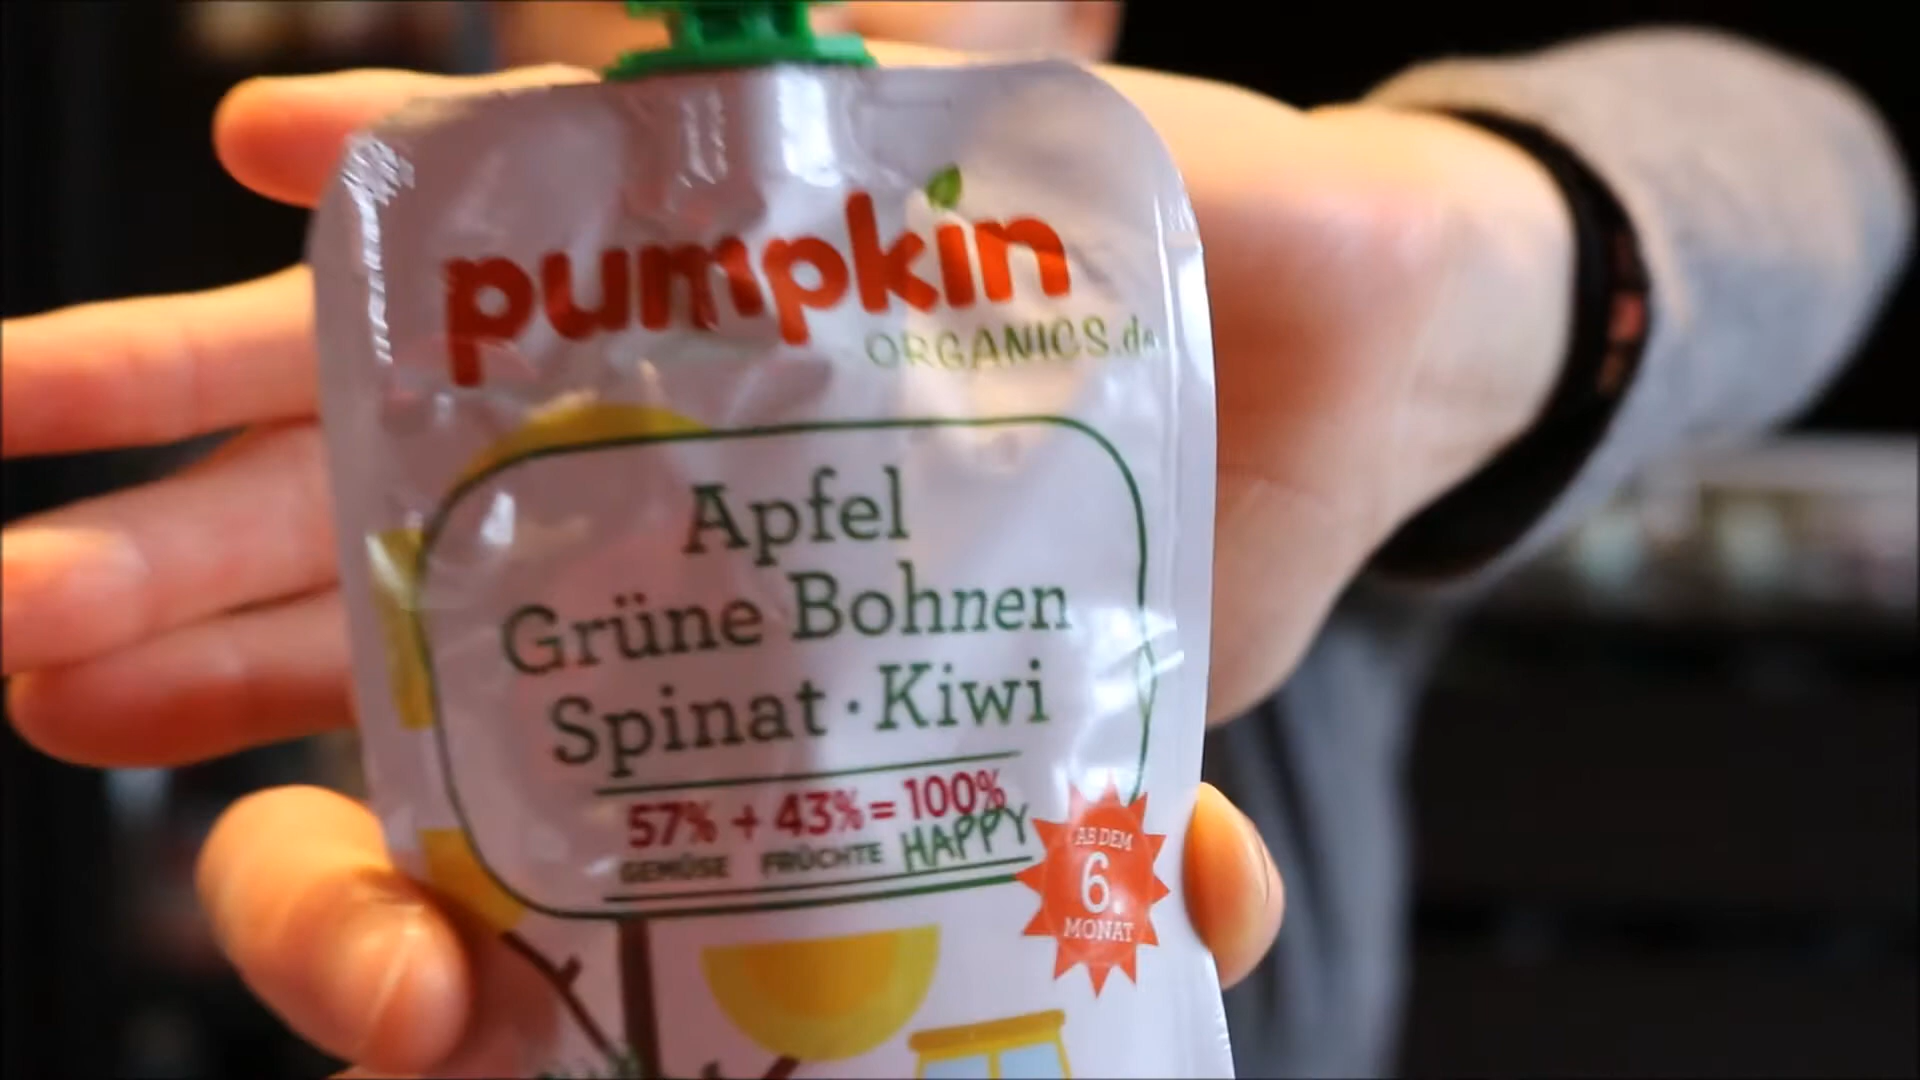 pumpkin
ORGANICS.de
Apfel
Grüne Bohnen
Spinat · Kiwi
57% + 43% = 100%
GEMÜSE FRÜCHTE HAPPY
AB DEM
6.
MONAT